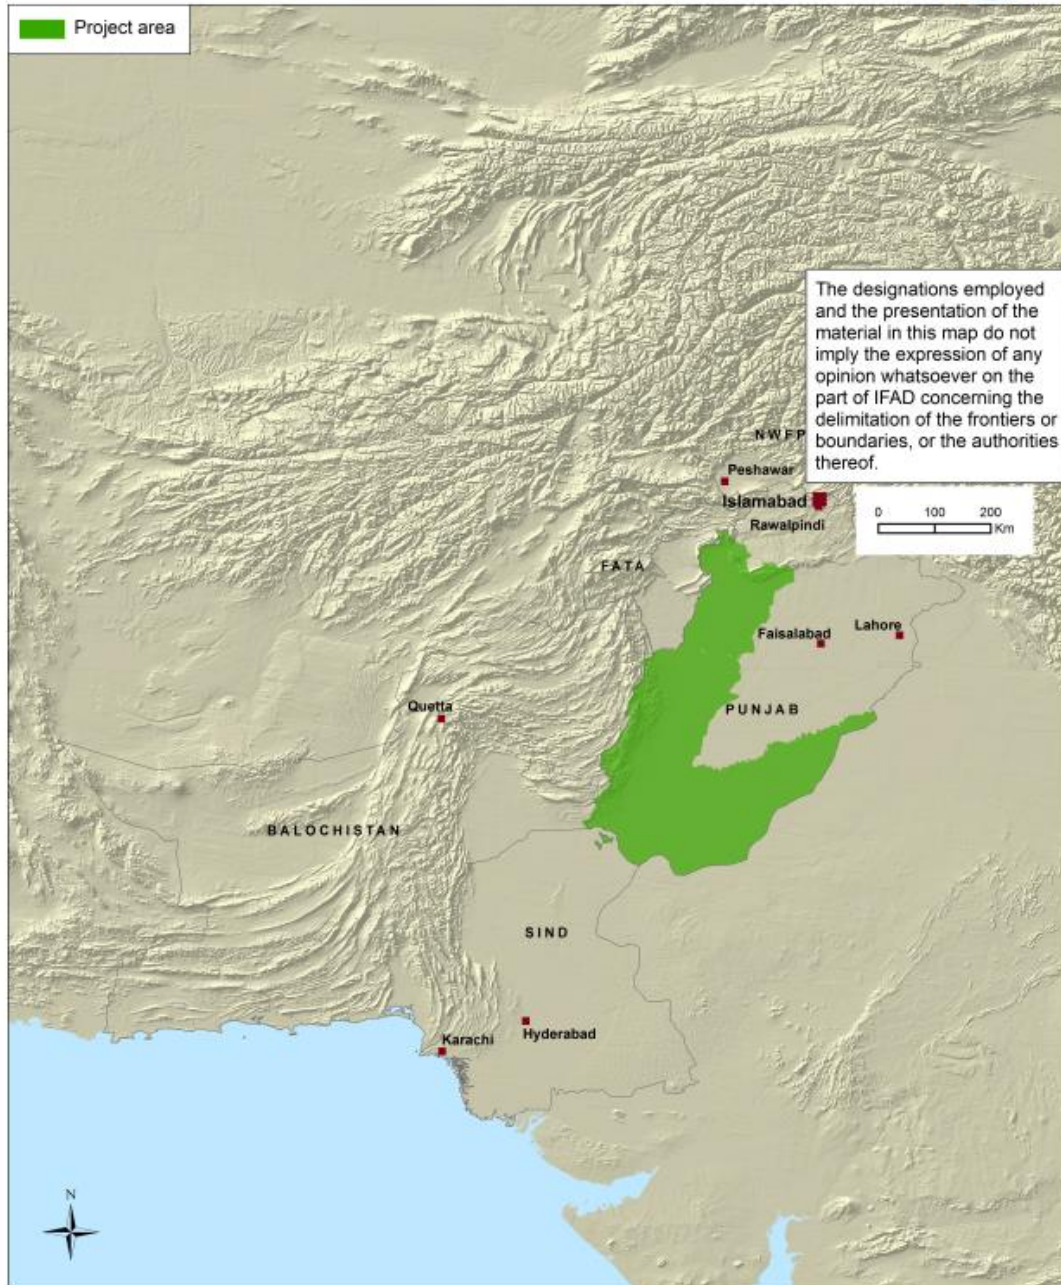 Project area
The designations employed
and the presentation of the
material in this map do not
imply the expression of any
opinion whatsoever on the
part of IFAD concerning the
delimitation of the frontiers or
boundaries, or the authorities
thereof.
NWFP
Peshawar
Islamabad
Rawalpindi
0 100 200
Km
FATA
Faisalabad
Lahore
Quetta
PUNJAB
BALOCHISTAN
SIND
Hyderabad
Karachi
N